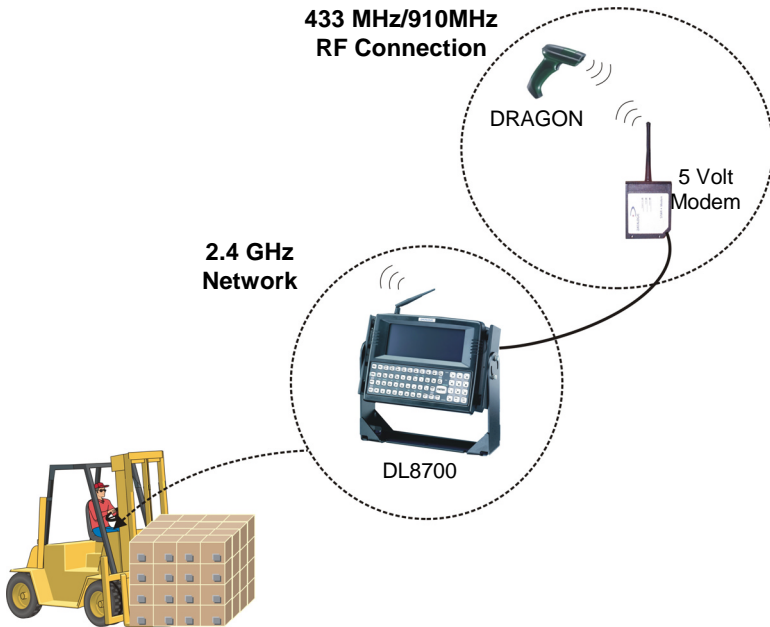 433 MHz/910MHz
RF Connection
DRAGON
5 Volt
Modem
2.4 GHz
Network
DL8700